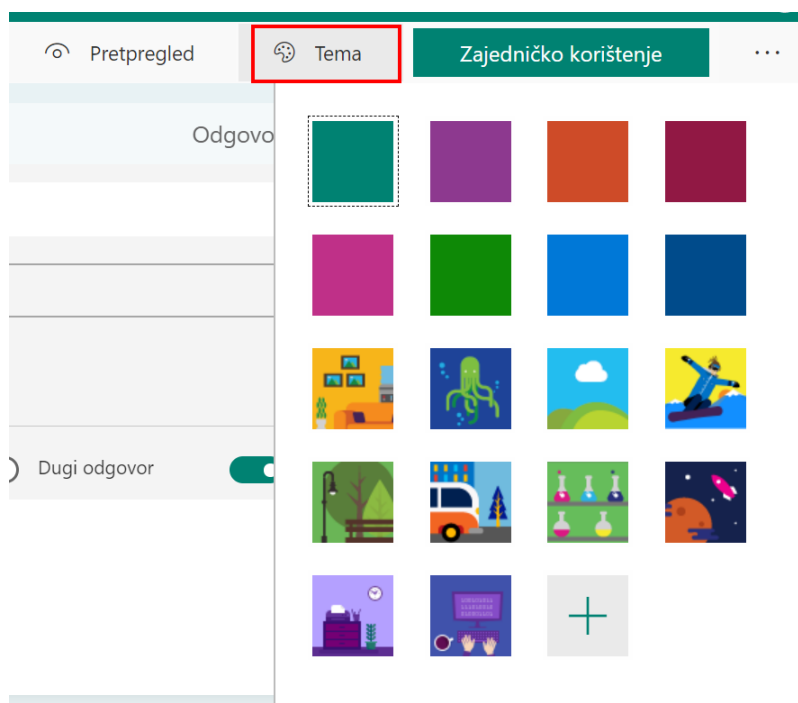 Pretpregled
Tema
Zajedničko korištenje
Odgovo
Dugi odgovor